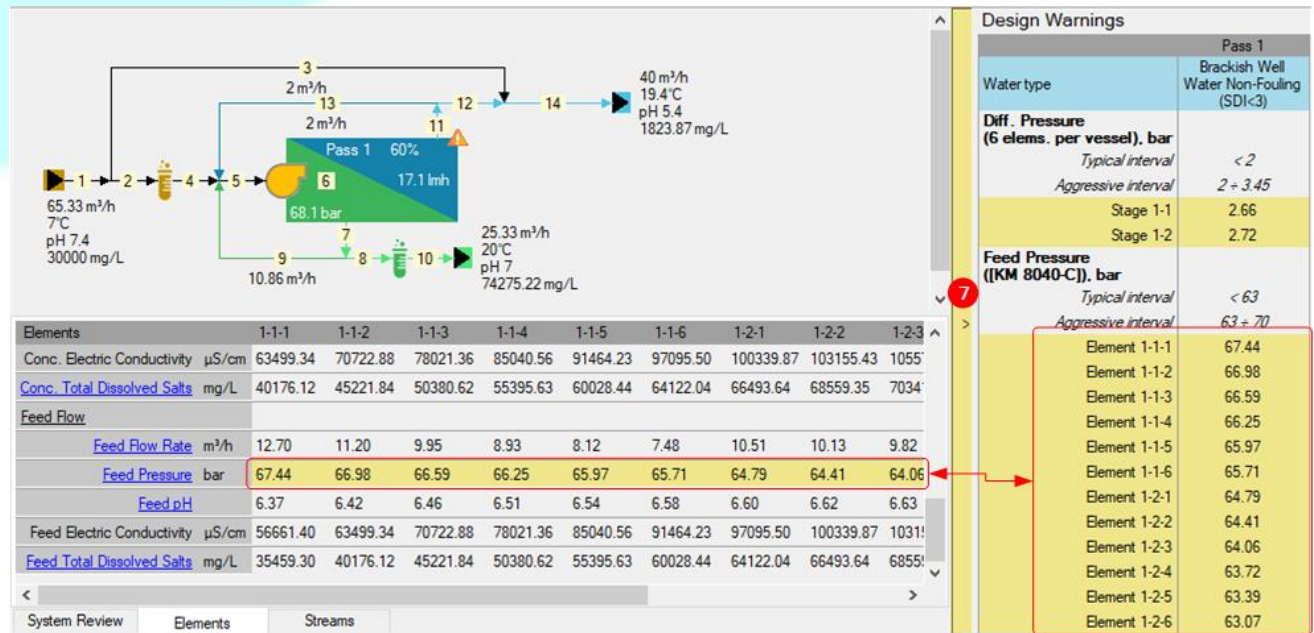 3
2 m³/h
13
12
14
40 m³/h
19.4°C
pH 5.4
1823.87 mg/L
2 m³/h
11
Pass 1 60%
1 2 4 5 6
17.1 lmh
65.33 m³/h
7°C
pH 7.4
30000 mg/L
68.1 bar
7
9 8 10
10.86 m³/h
25.33 m³/h
20°C
pH 7
74275.22 mg/L
Elements 1-1-1 1-1-2 1-1-3 1-1-4 1-1-5 1-1-6 1-2-1 1-2-2 1-2-3
Conc. Electric Conductivity µS/cm 63499.34 70722.88 78021.36 85040.56 91464.23 97095.50 100339.87 103155.43 1055
Conc. Total Dissolved Salts mg/L 40176.12 45221.84 50380.62 55395.63 60028.44 64122.04 66493.64 68559.35 7034
Feed Flow
Feed Flow Rate m³/h 12.70 11.20 9.95 8.93 8.12 7.48 10.51 10.13 9.82
Feed Pressure bar 67.44 66.98 66.59 66.25 65.97 65.71 64.79 64.41 64.06
Feed pH 6.37 6.42 6.46 6.51 6.54 6.58 6.60 6.62 6.63
Feed Electric Conductivity µS/cm 56661.40 63499.34 70722.88 78021.36 85040.56 91464.23 97095.50 100339.87 1031
Feed Total Dissolved Salts mg/L 35459.30 40176.12 45221.84 50380.62 55395.63 60028.44 64122.04 66493.64 6855
System Review Elements Streams
7
Design Warnings
Pass 1
Water type Brackish Well
Water Non-Fouling
(SDI<3)
Diff. Pressure
(6 elems. per vessel), bar
Typical interval < 2
Aggressive interval 2 ÷ 3.45
Stage 1-1 2.66
Stage 1-2 2.72
Feed Pressure
([KM 8040-C]), bar
Typical interval < 63
Aggressive interval 63 ÷ 70
Element 1-1-1 67.44
Element 1-1-2 66.98
Element 1-1-3 66.59
Element 1-1-4 66.25
Element 1-1-5 65.97
Element 1-1-6 65.71
Element 1-2-1 64.79
Element 1-2-2 64.41
Element 1-2-3 64.06
Element 1-2-4 63.72
Element 1-2-5 63.39
Element 1-2-6 63.07